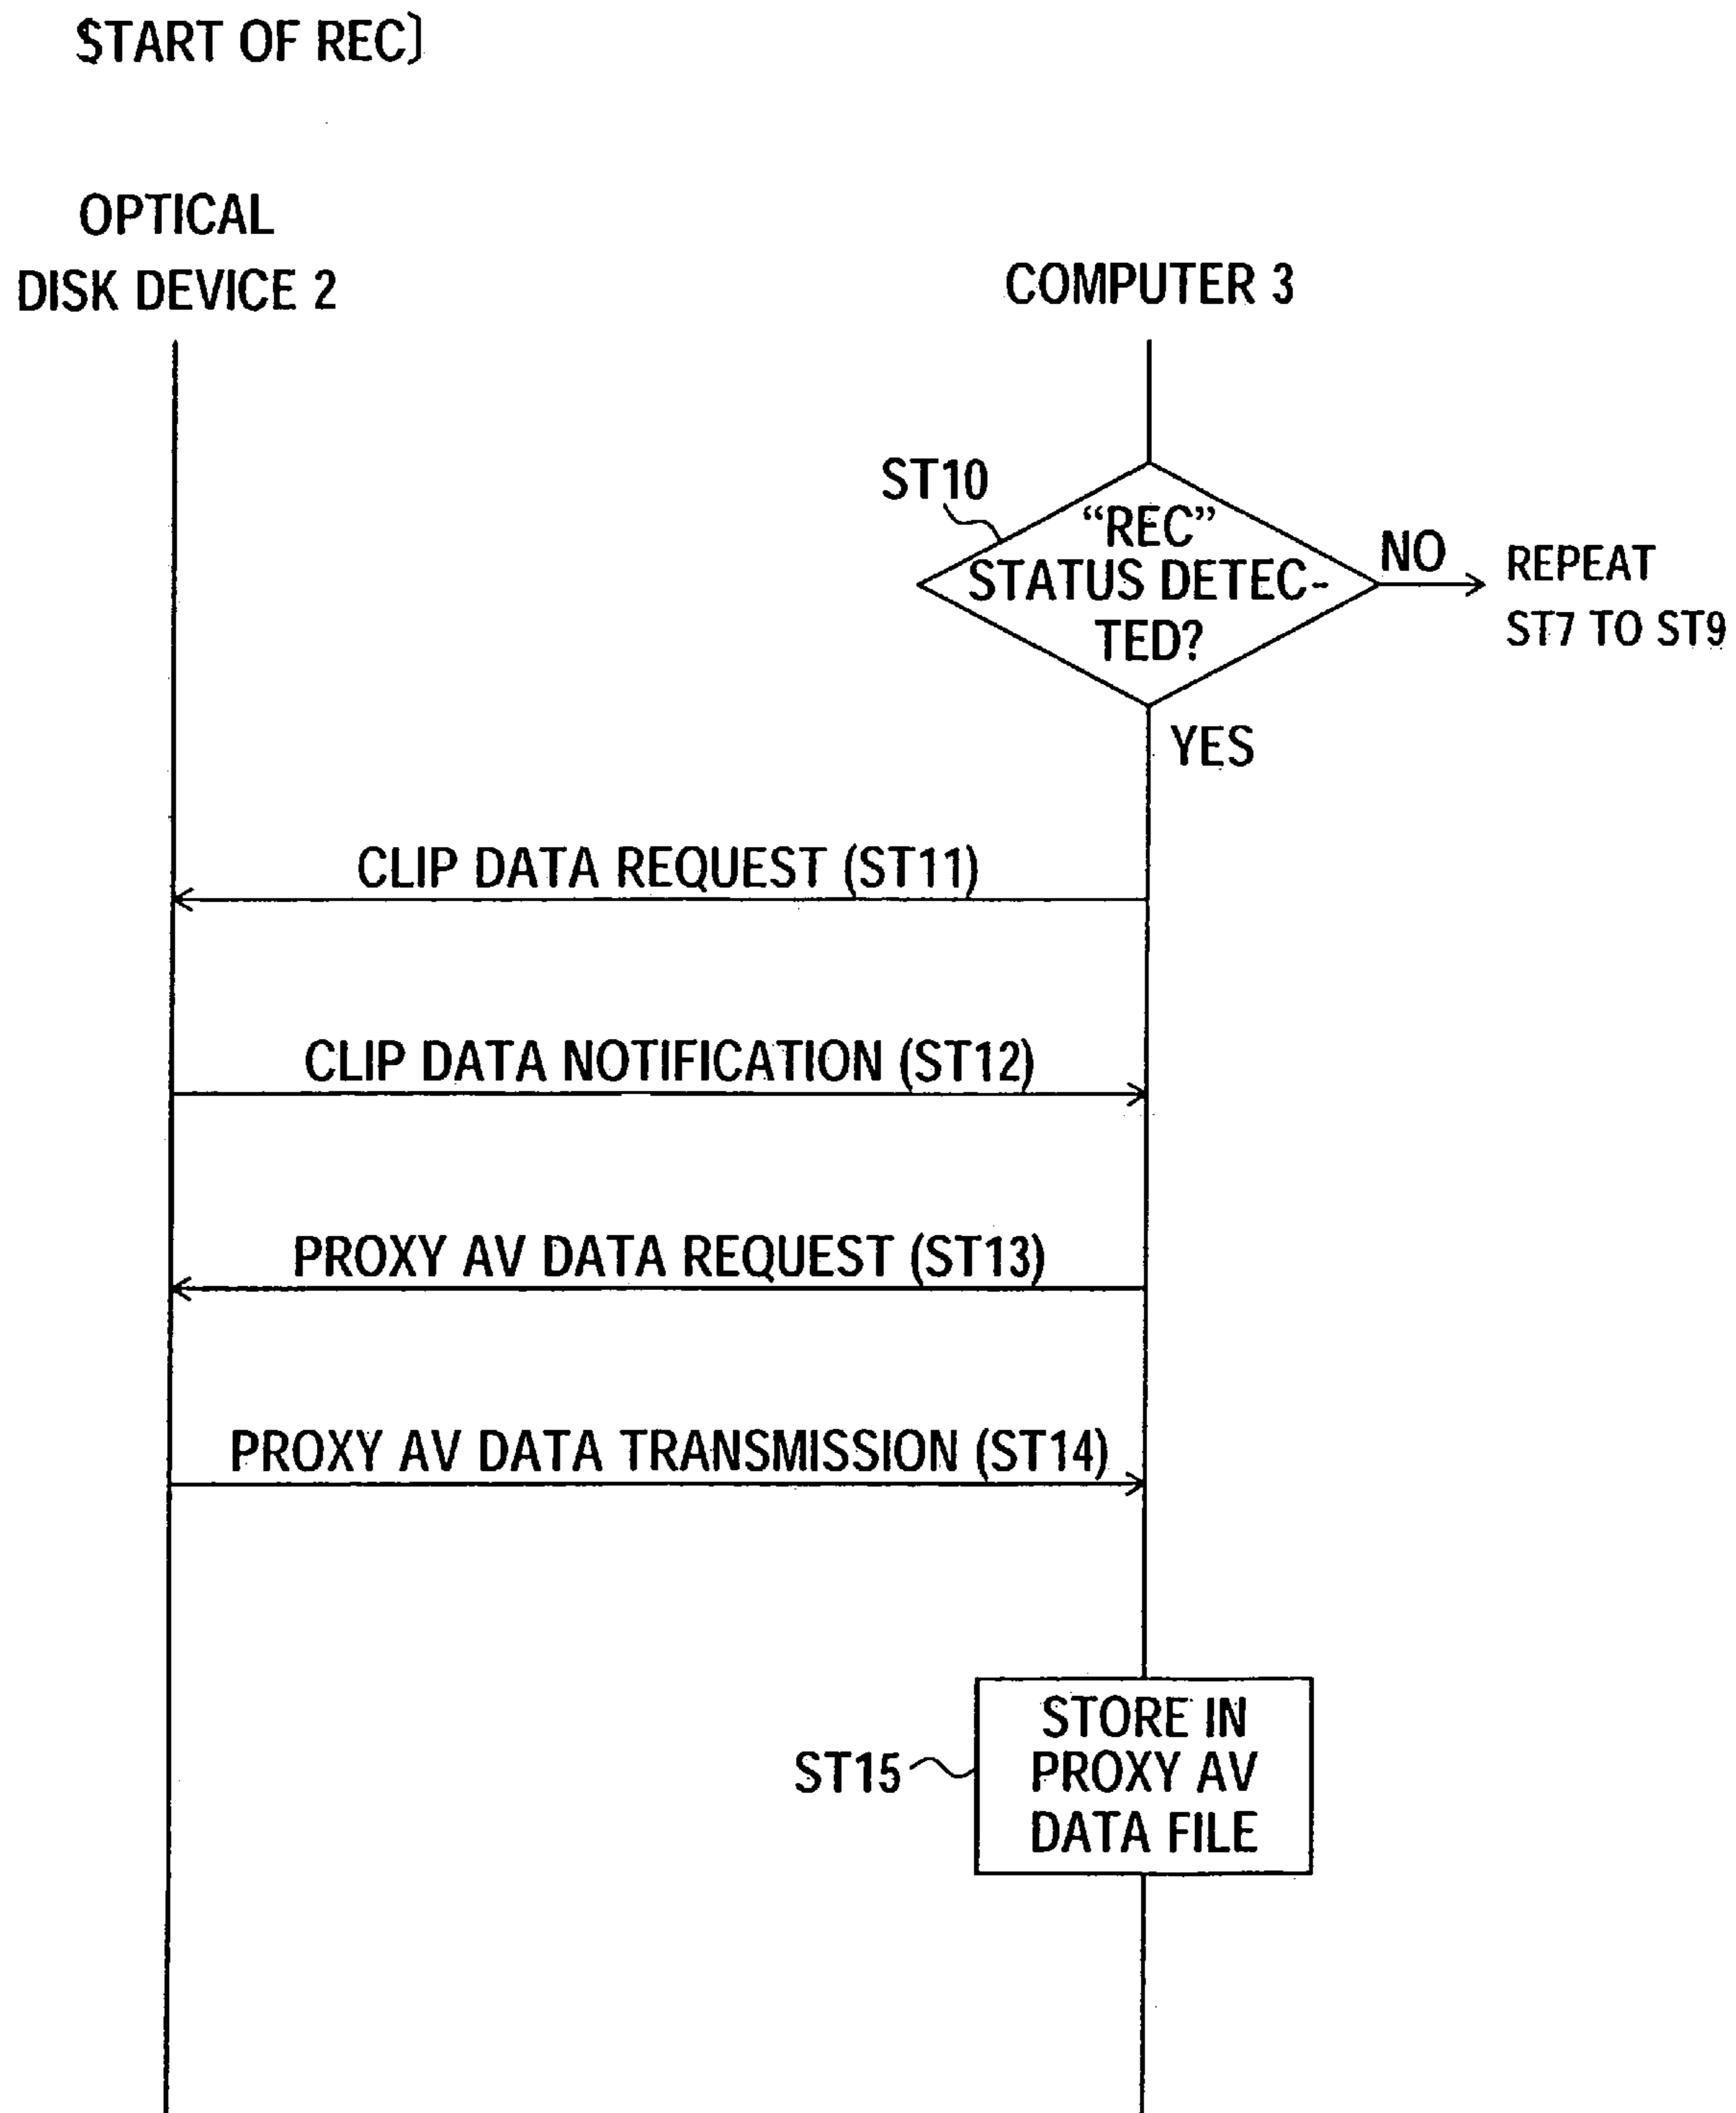 START OF REC]
OPTICAL
DISK DEVICE 2
COMPUTER 3
ST10
“REC”
STATUS DETEC-
TED?
NO
REPEAT
ST7 TO ST9
YES
CLIP DATA REQUEST (ST11)
CLIP DATA NOTIFICATION (ST12)
PROXY AV DATA REQUEST (ST13)
PROXY AV DATA TRANSMISSION (ST14)
STORE IN
PROXY AV
DATA FILE
ST15